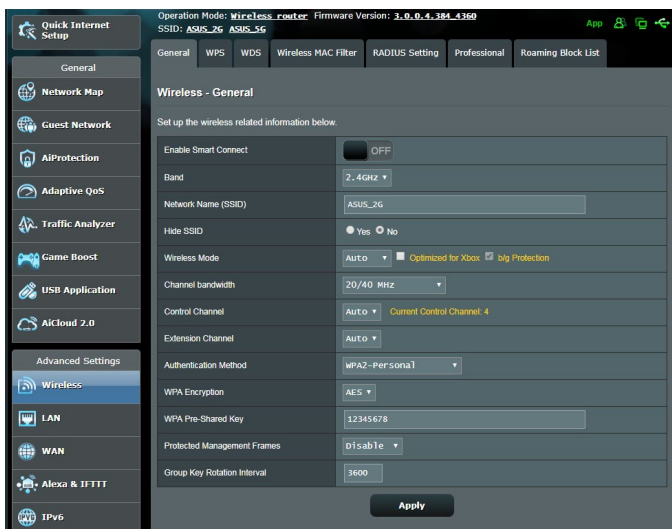 Quick Internet
Setup
Operation Mode: Wireless router Firmware Version: 3.0.0.4.384_4360
SSID: ASUS_2G ASUS_5G
App
General
Network Map
Guest Network
AiProtection
Adaptive QoS
Traffic Analyzer
Game Boost
USB Application
AiCloud 2.0
Advanced Settings
Wireless
LAN
WAN
Alexa & IFTTT
IPv6
General WPS WDS Wireless MAC Filter RADIUS Setting Professional Roaming Block List
Wireless - General
Set up the wireless related information below.
Enable Smart Connect OFF
Band 2.4GHz
Network Name (SSID) ASUS_2G
Hide SSID Yes No
Wireless Mode Auto Optimized for Xbox b/g Protection
Channel bandwidth 20/40 MHz
Control Channel Auto Current Control Channel: 4
Extension Channel Auto
Authentication Method WPA2-Personal
WPA Encryption AES
WPA Pre-Shared Key 12345678
Protected Management Frames Disable
Group Key Rotation Interval 3600
Apply